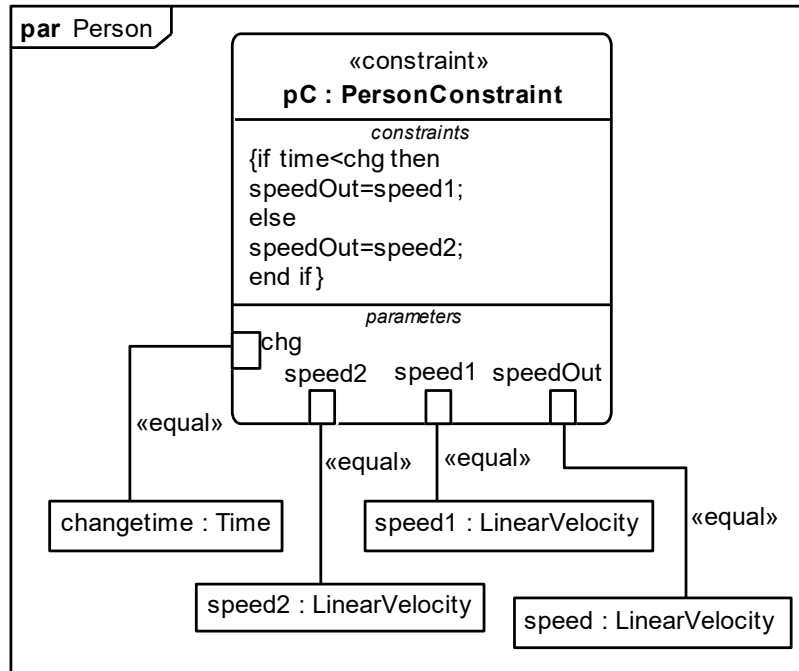 par Person
«constraint»
pC : PersonConstraint
constraints
{if time<chg then
speedOut=speed1;
else
speedOut=speed2;
end if}
parameters
chg
speed2 speed1 speedOut
«equal»
«equal» «equal»
«equal»
changetime : Time
speed1 : LinearVelocity
speed2 : LinearVelocity
speed : LinearVelocity